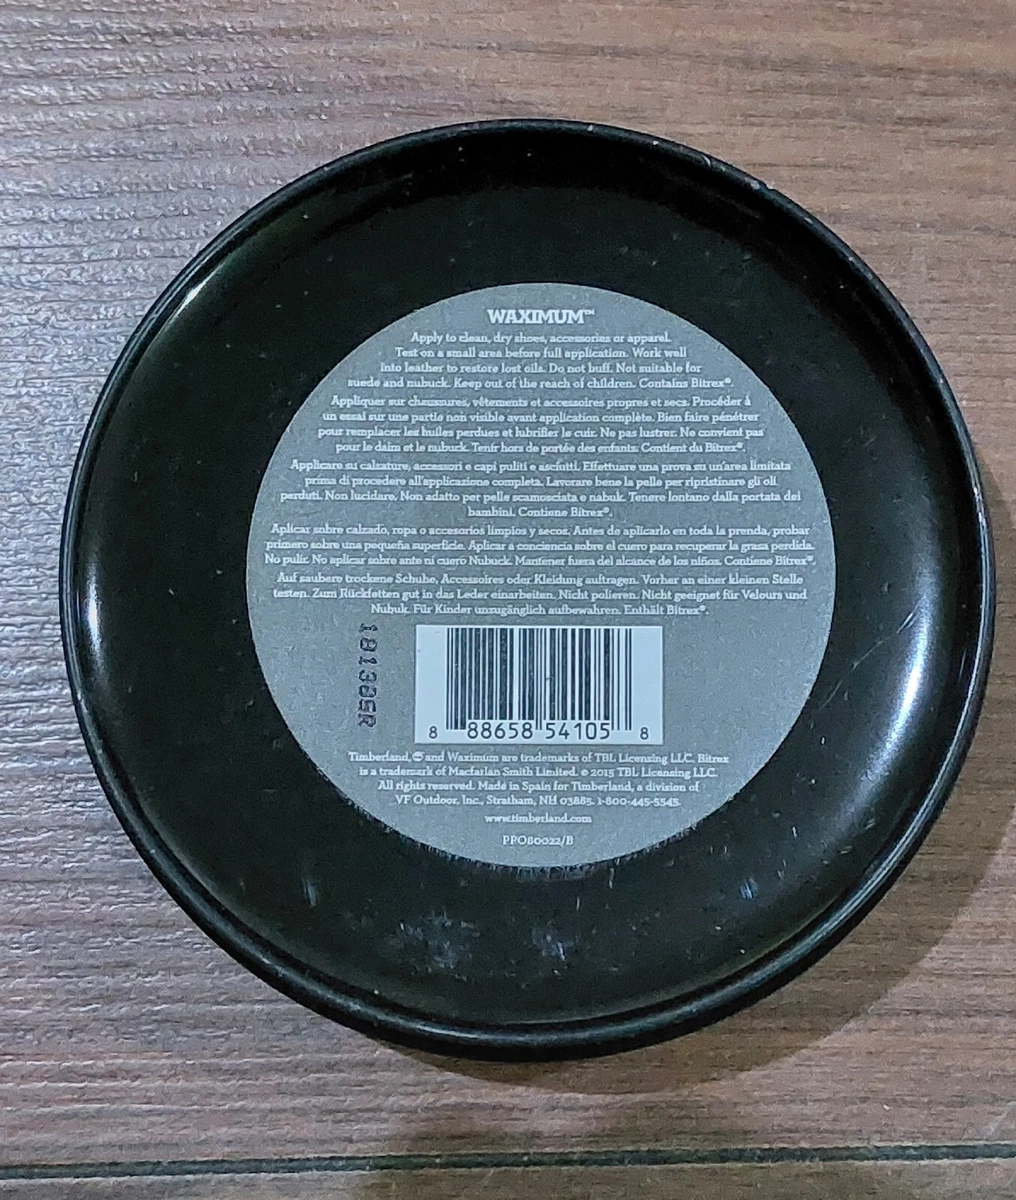 WAXIMUM™
Apply to clean, dry shoes, accessories or apparel.
Test on a small area before full application. Work well
into leather to restore lost oils. Do not buff. Not suitable for
suede and nubuck. Keep out of the reach of children. Contains Bitrex®.
Appliquer sur chaussures, vêtements et accessoires propres et secs. Procéder à
un essai sur une partie non visible avant application complète. Bien faire pénétrer
pour remplacer les huiles perdues et lubrifier le cuir. Ne pas lustrer. Ne convient pas
pour le daim et le nubuck. Tenir hors de portée des enfants. Contient du Bitrex®.
Applicare su calzature, accessori e capi puliti e asciutti. Effettuare una prova su un'area limitata
prima di procedere all'applicazione completa. Lavorare bene la pelle per ripristinare gli oli
perduti. Non lucidare. Non adatto per pelle scamosciata e nabuk. Tenere lontano dalla portata dei
bambini. Contiene Bitrex®.
Aplicar sobre calzado, ropa o accesorios limpios y secos. Antes de aplicarlo en toda la prenda, probar
primero sobre una pequeña superficie. Aplicar a conciencia sobre el cuero para recuperar la grasa perdida.
No pulir. No aplicar sobre ante ni cuero Nubuck. Mantener fuera del alcance de los niños. Contiene Bitrex®.
Auf saubere trockene Schuhe, Accessoires oder Kleidung auftragen. Vorher an einer kleinen Stelle
testen. Zum Rückfetten gut in das Leder einarbeiten. Nicht polieren. Nicht geeignet für Velours und
Nubuk. Für Kinder unzugänglich aufbewahren. Enthält Bitrex®.
8 88658 54105 8
Timberland, and Waximum are trademarks of TBL Licensing LLC. Bitrex
is a trademark of Macfarlan Smith Limited. © 2015 TBL Licensing LLC.
All rights reserved. Made in Spain for Timberland, a division of
VF Outdoor, Inc., Stratham, NH 03885. 1-800-445-5545.
www.timberland.com
PPO80022/B